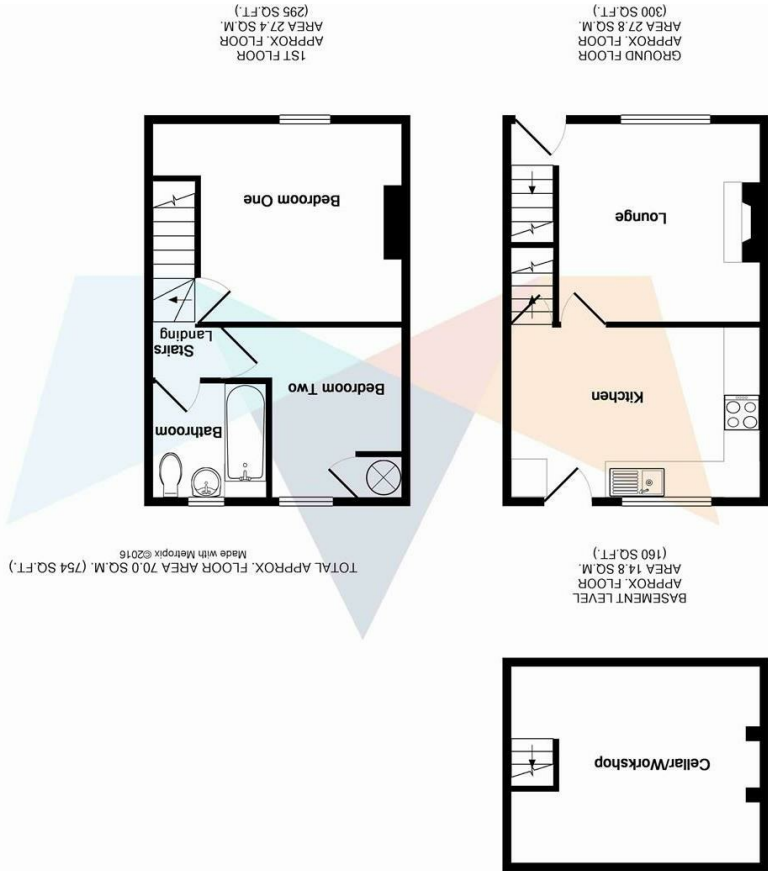 BASEMENT LEVEL
APPROX. FLOOR
AREA 14.8 SQ.M.
(160 SQ.FT.)
Cellar/Workshop
GROUND FLOOR
APPROX. FLOOR
AREA 27.8 SQ.M.
(300 SQ.FT.)
Kitchen
Lounge
1ST FLOOR
APPROX. FLOOR
AREA 27.4 SQ.M.
(295 SQ.FT.)
Bathroom
Bedroom Two
Stairs
Landing
Bedroom One
TOTAL APPROX. FLOOR AREA 70.0 SQ.M. (754 SQ.FT.)
Made with Metropix ©2016